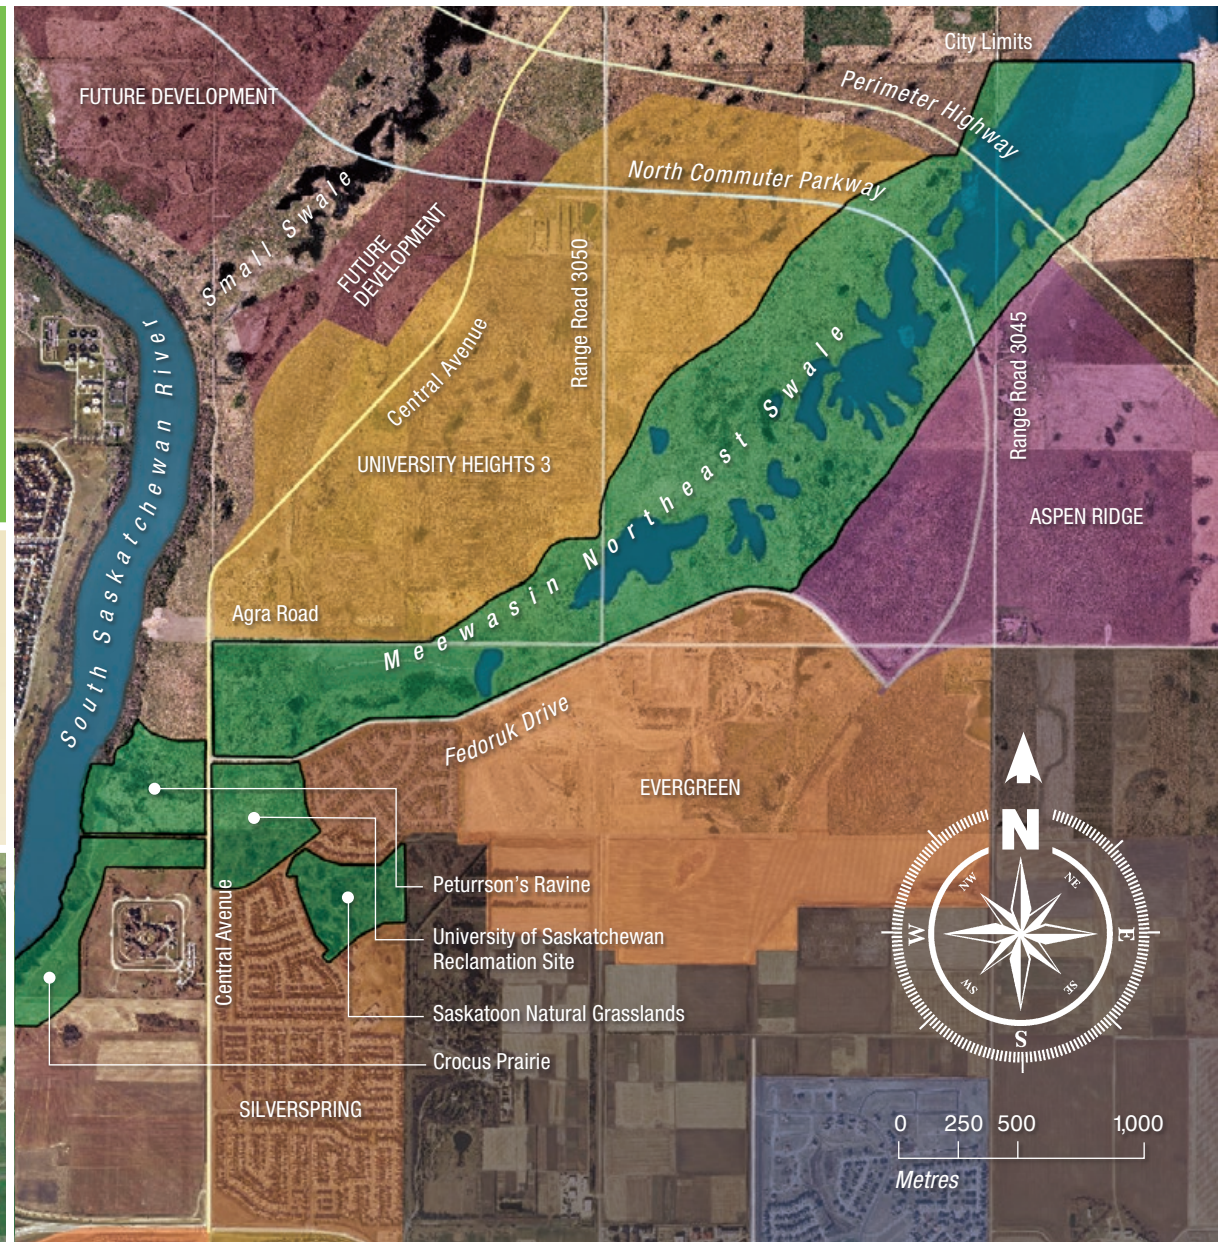 City Limits
FUTURE DEVELOPMENT
Perimeter Highway
North Commuter Parkway
Small Swale
FUTURE
DEVELOPMENT
Range Road 3050
Central Avenue
Range Road 3045
South Saskatchewan River
UNIVERSITY HEIGHTS 3
Meewasin Northeast Swale
ASPEN RIDGE
Agra Road
Fedoruk Drive
EVERGREEN
Peturrson's Ravine
University of Saskatchewan
Reclamation Site
Saskatoon Natural Grasslands
Crocus Prairie
Central Avenue
SILVERSPRING
N
NW
NE
W
E
SW
SE
S
0 250 500 1,000
Metres